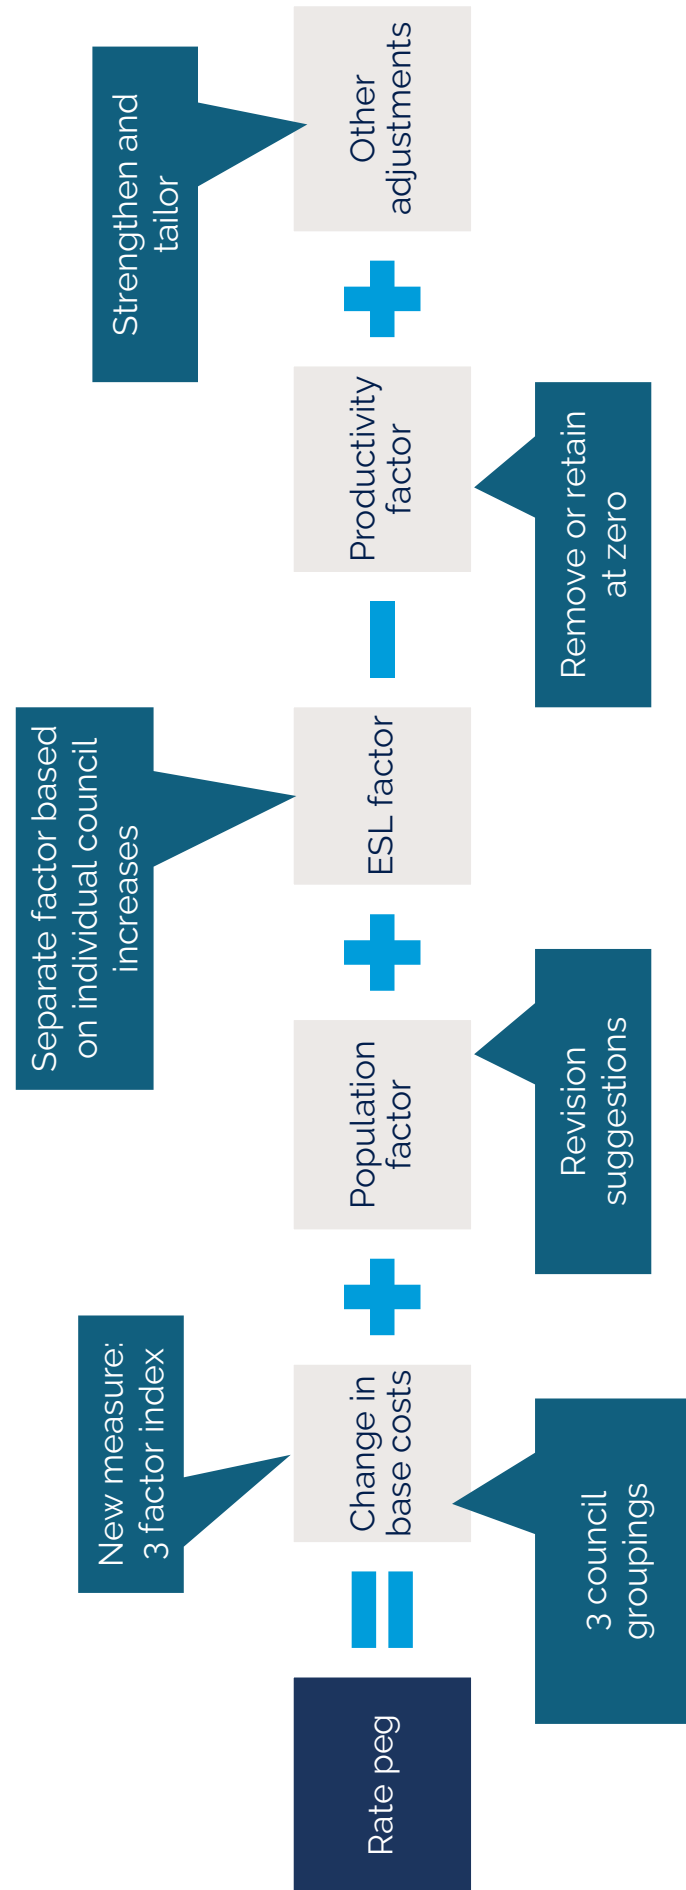 Rate peg
New measure:
3 factor index
Change in
base costs
3 council
groupings
Population
factor
Revision
suggestions
Separate factor based
on individual council
increases
ESL factor
Productivity
factor
Remove or retain
at zero
Strengthen and
tailor
Other
adjustments